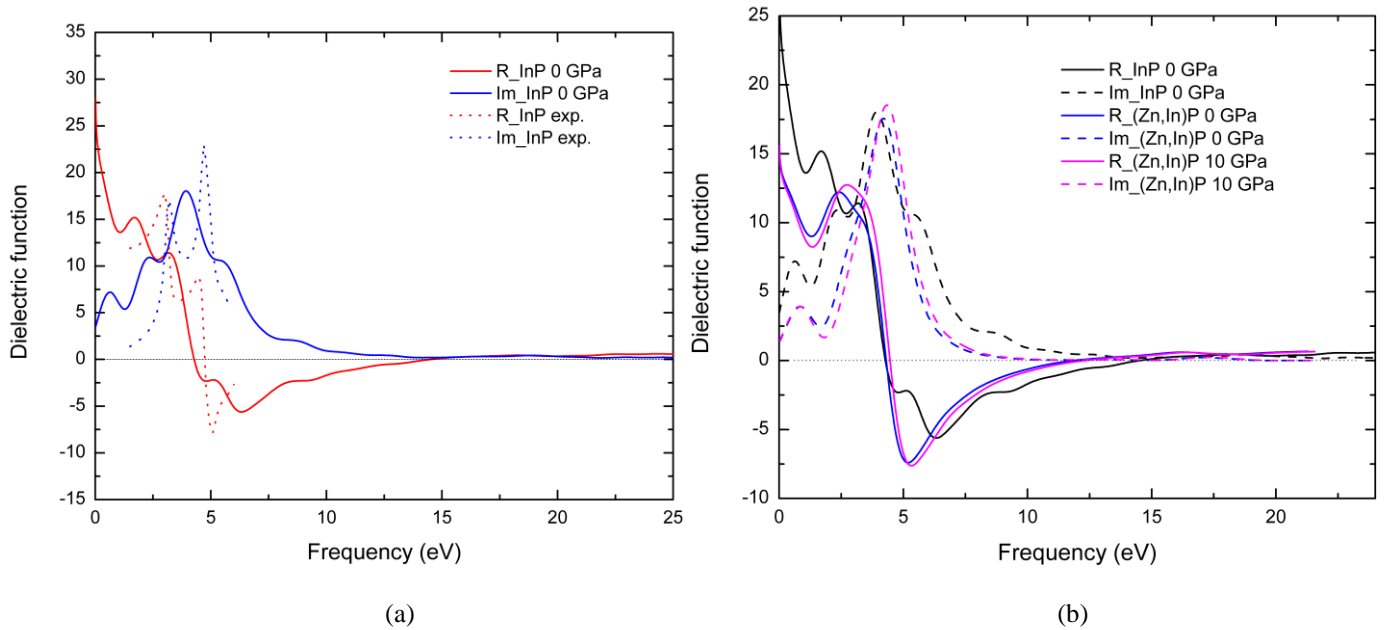 35
30
25
20
15
10
5
0
-5
-10
-15
0
5
10
15
20
25
Dielectric function
Frequency (eV)
R_InP 0 GPa
Im_InP 0 GPa
R_InP exp.
Im_InP exp.
(a)
25
20
15
10
5
0
-5
-10
0
5
10
15
20
Dielectric function
Frequency (eV)
R_InP 0 GPa
Im_InP 0 GPa
R_(Zn,In)P 0 GPa
Im_(Zn,In)P 0 GPa
R_(Zn,In)P 10 GPa
Im_(Zn,In)P 10 GPa
(b)